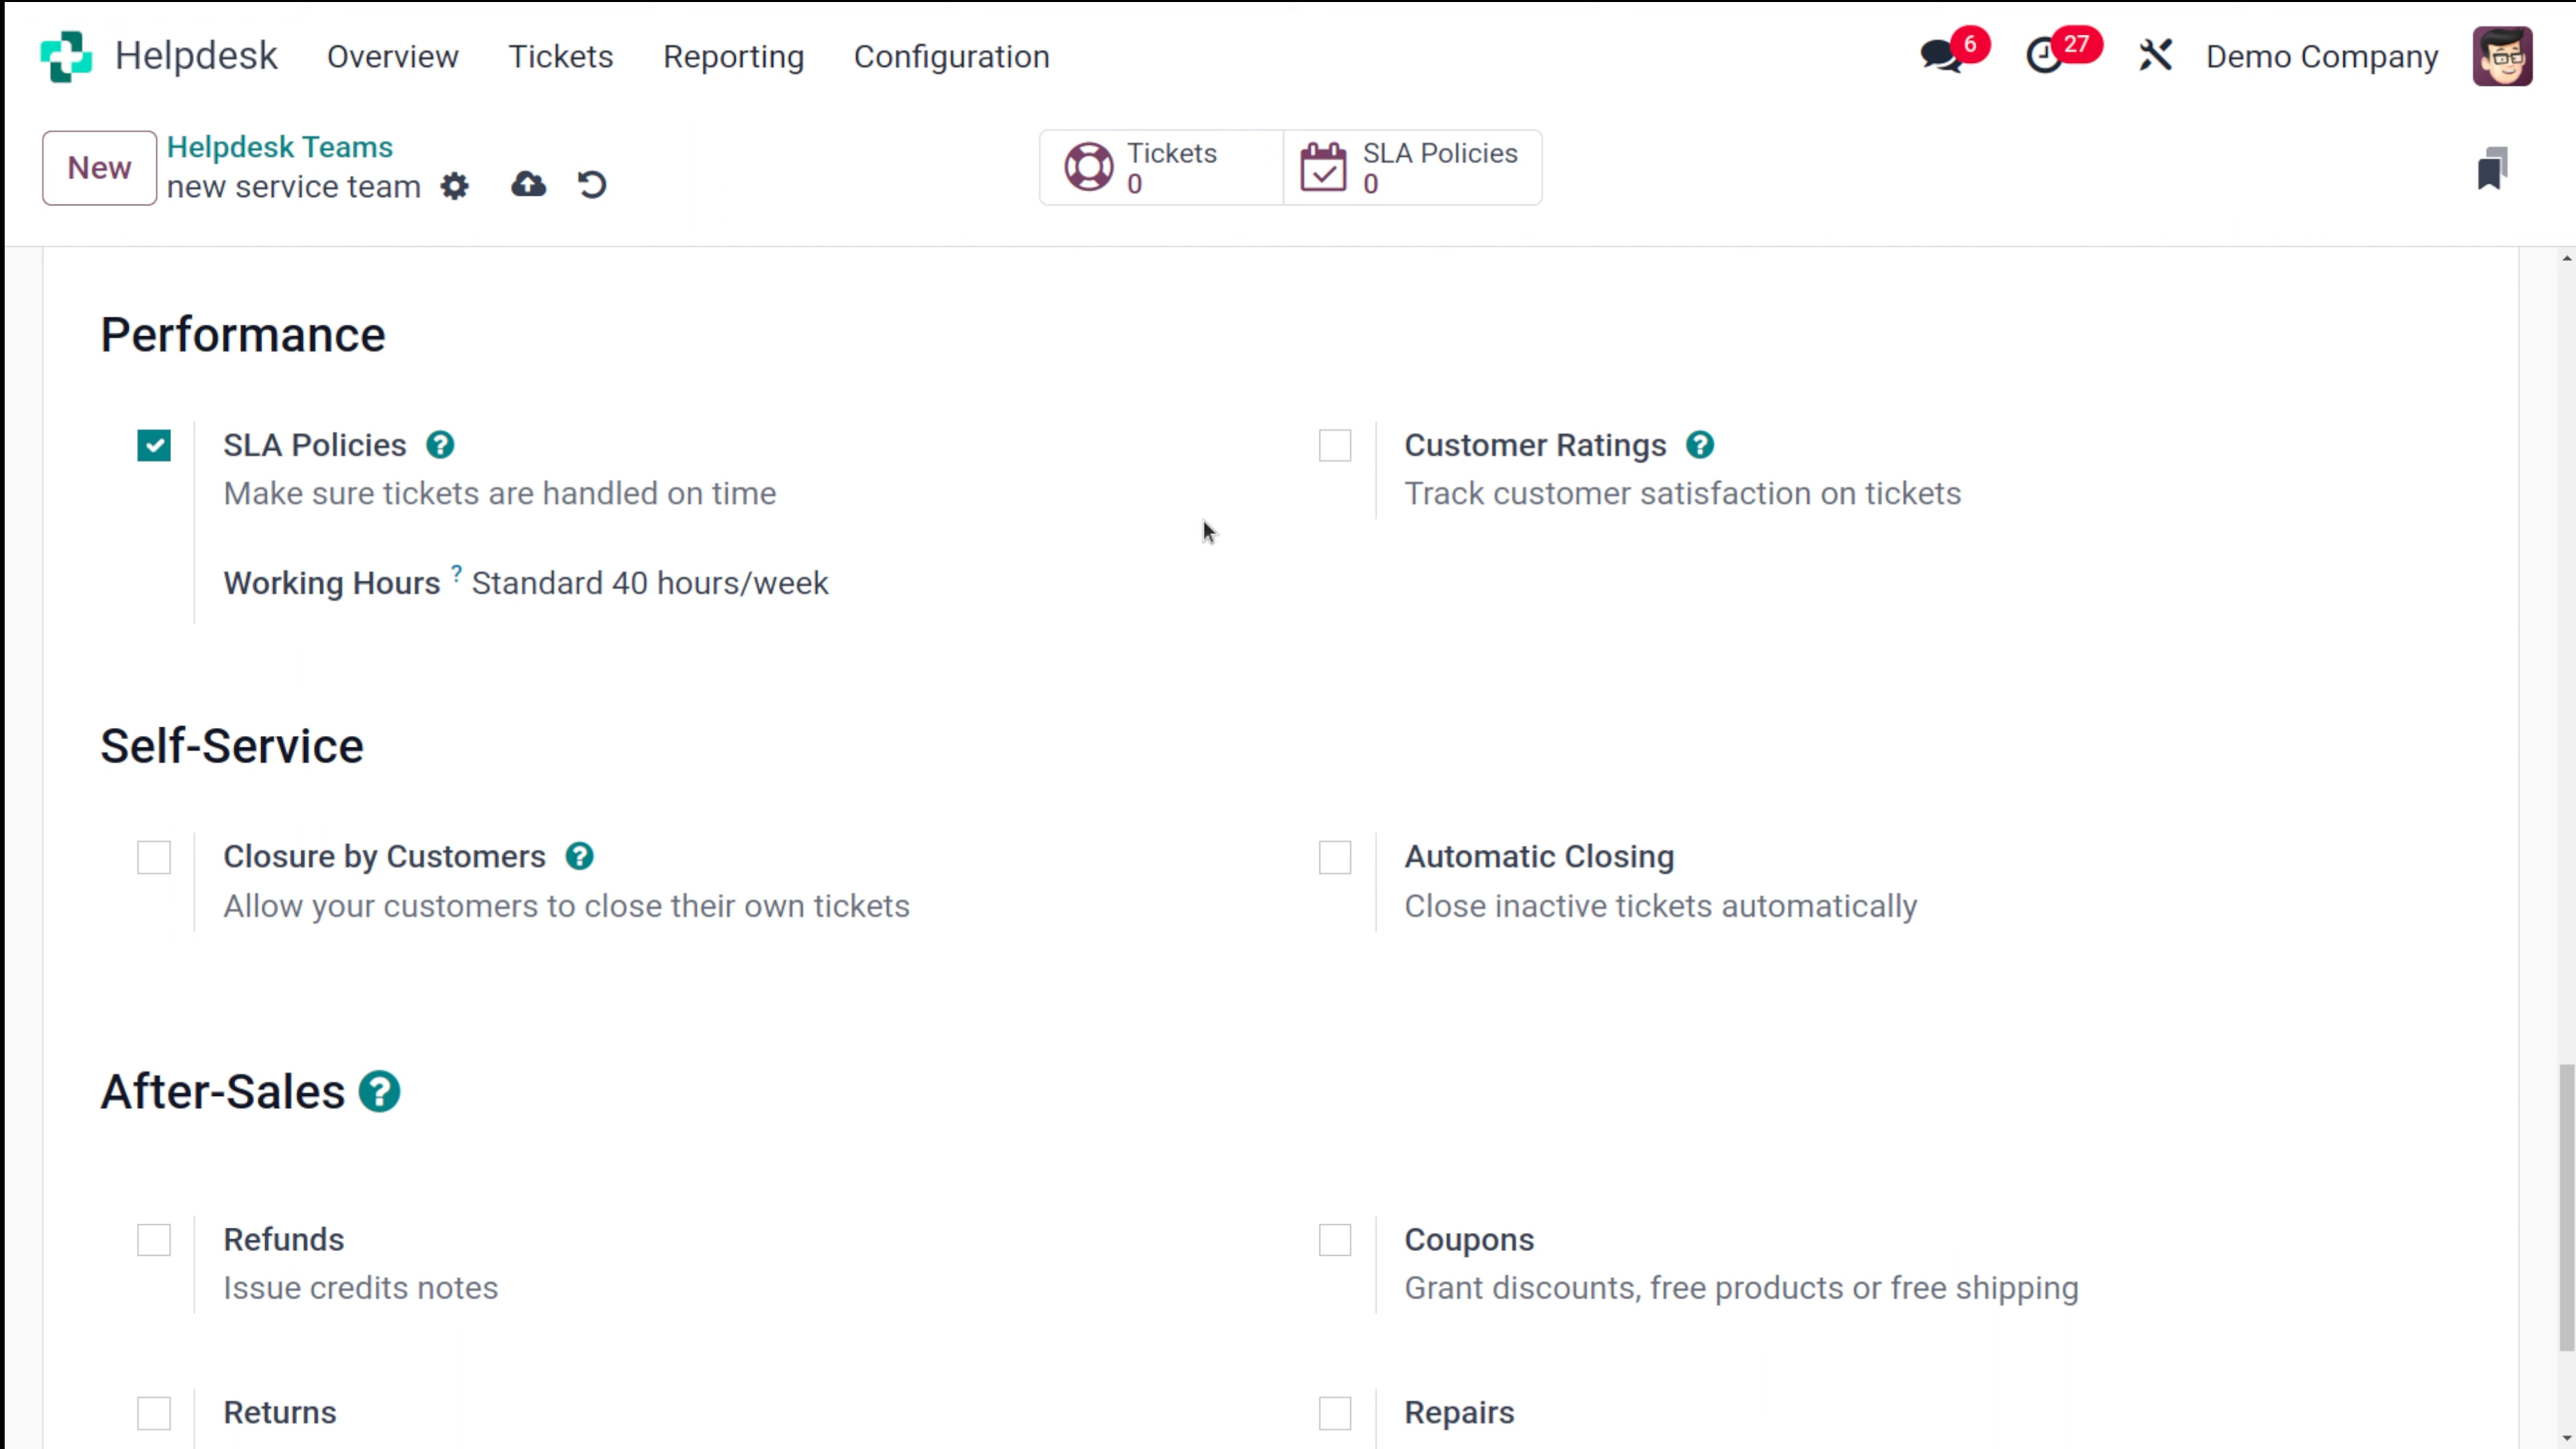 Helpdesk Overview Tickets Reporting Configuration 6 27 Demo Company
New Helpdesk Teams
new service team
Tickets
0
SLA Policies
0
Performance
SLA Policies ?
Make sure tickets are handled on time
Working Hours ? Standard 40 hours/week
Customer Ratings ?
Track customer satisfaction on tickets
Self-Service
Closure by Customers ?
Allow your customers to close their own tickets
Automatic Closing
Close inactive tickets automatically
After-Sales ?
Refunds
Issue credits notes
Coupons
Grant discounts, free products or free shipping
Returns
Repairs